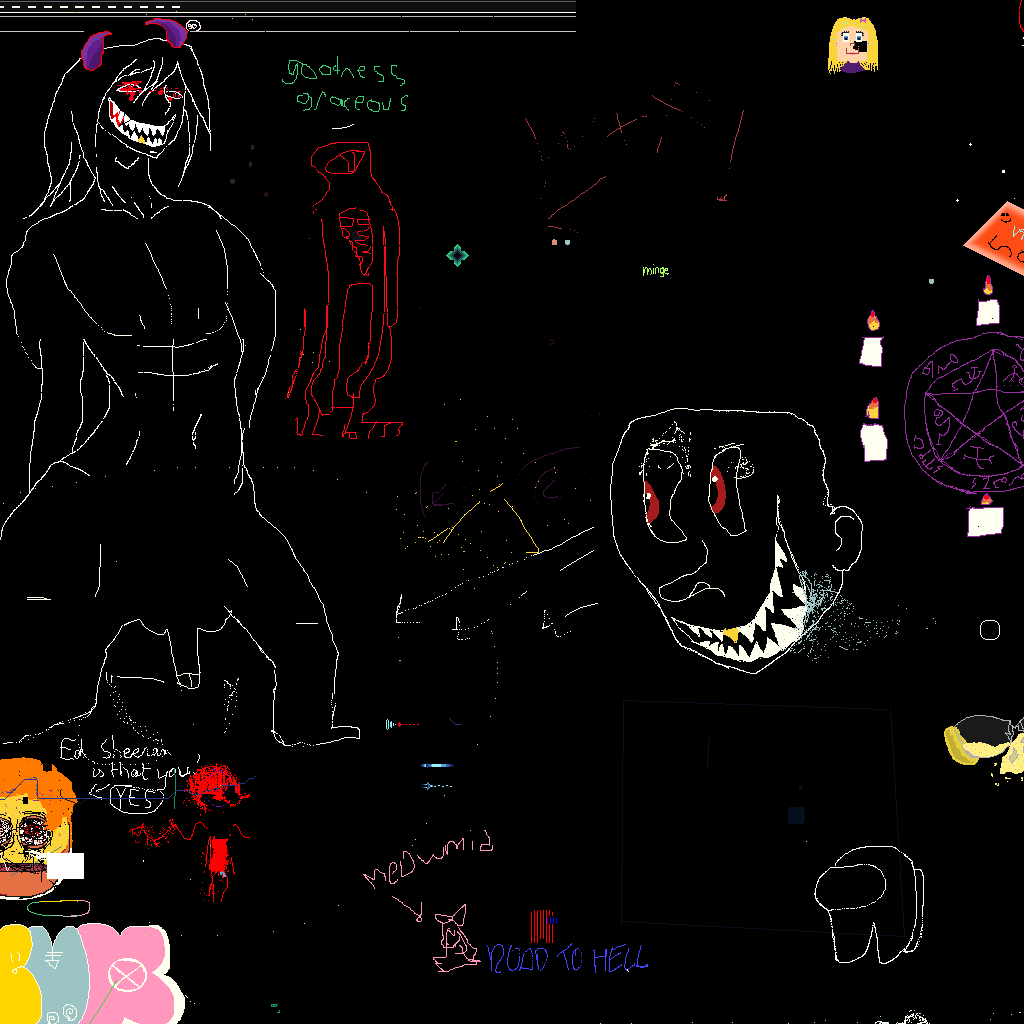 goodness
graceous
minge
Ed Sheeran
is that you,
YES
meowmid
ROAD TO HELL